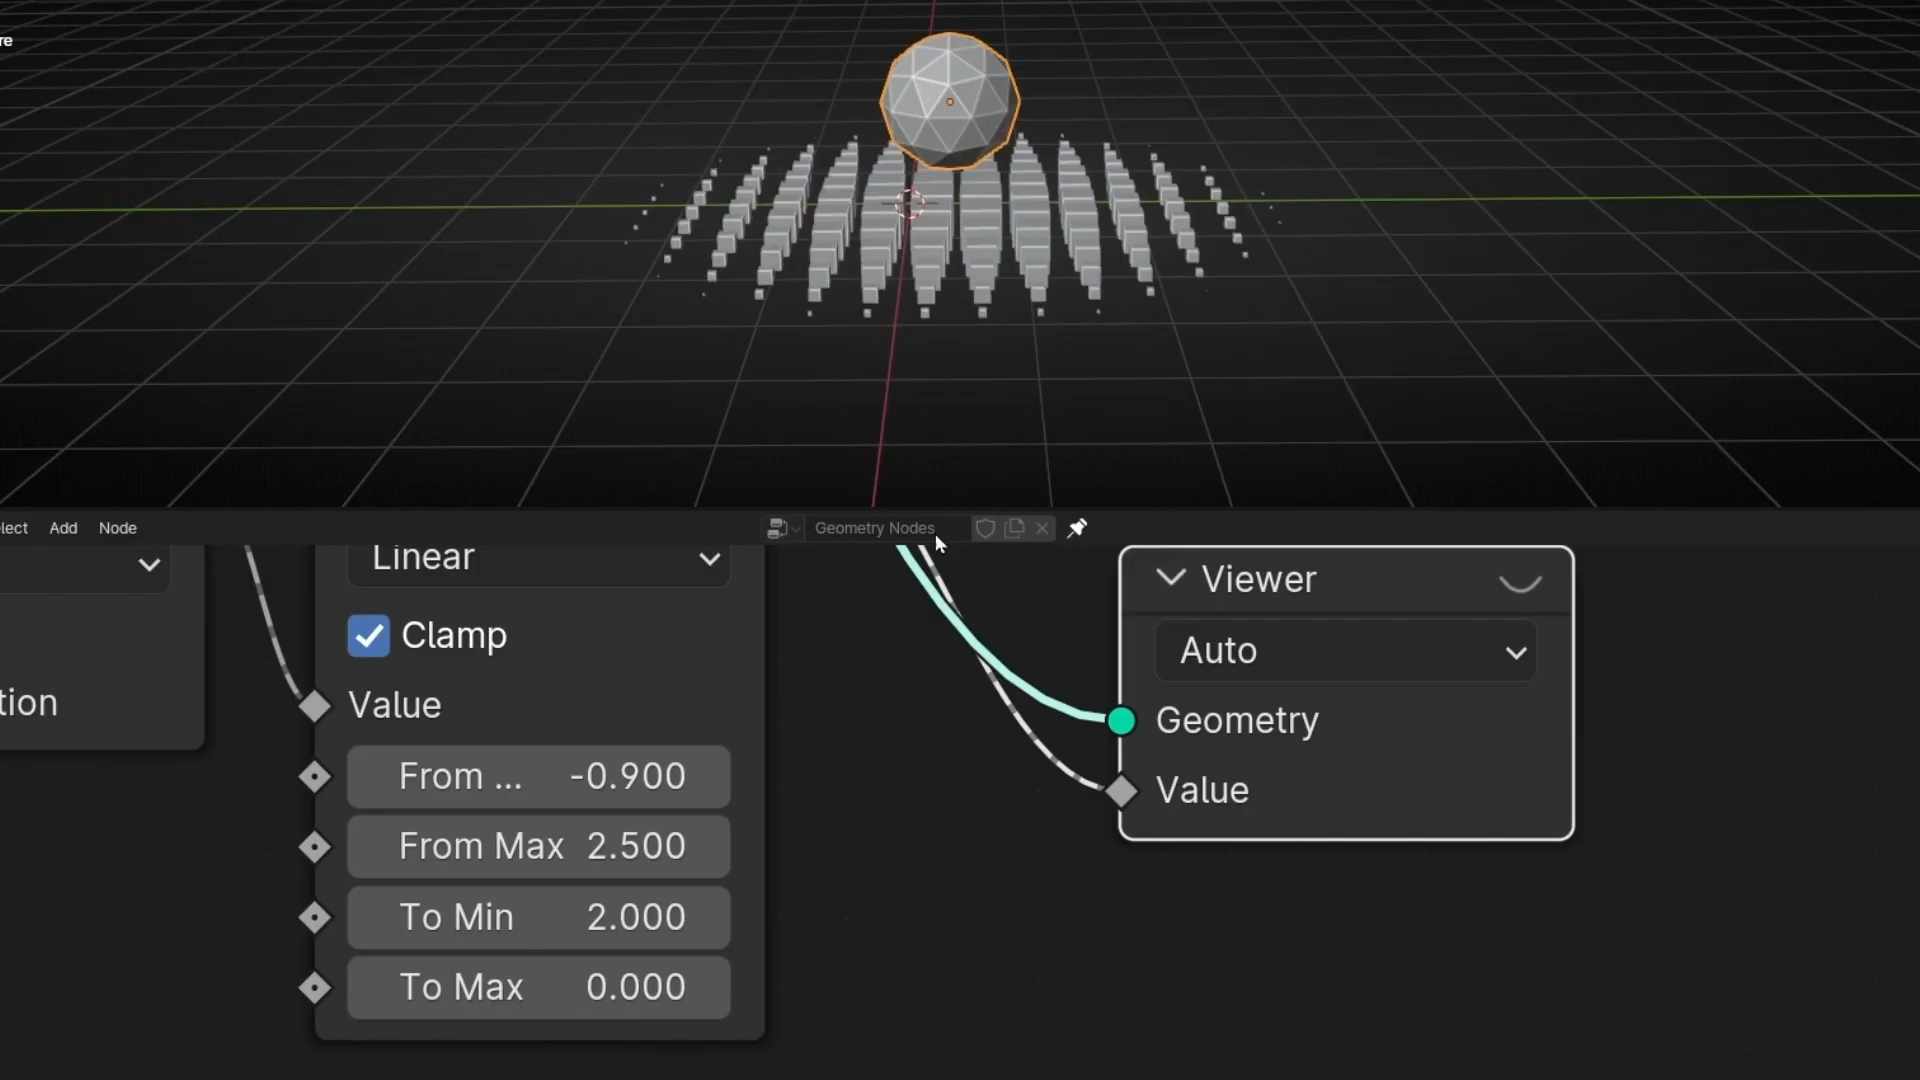 re
lect Add Node Geometry Nodes
Linear
Clamp
tion
Value
From ... -0.900
From Max 2.500
To Min 2.000
To Max 0.000
Viewer
Auto
Geometry
Value